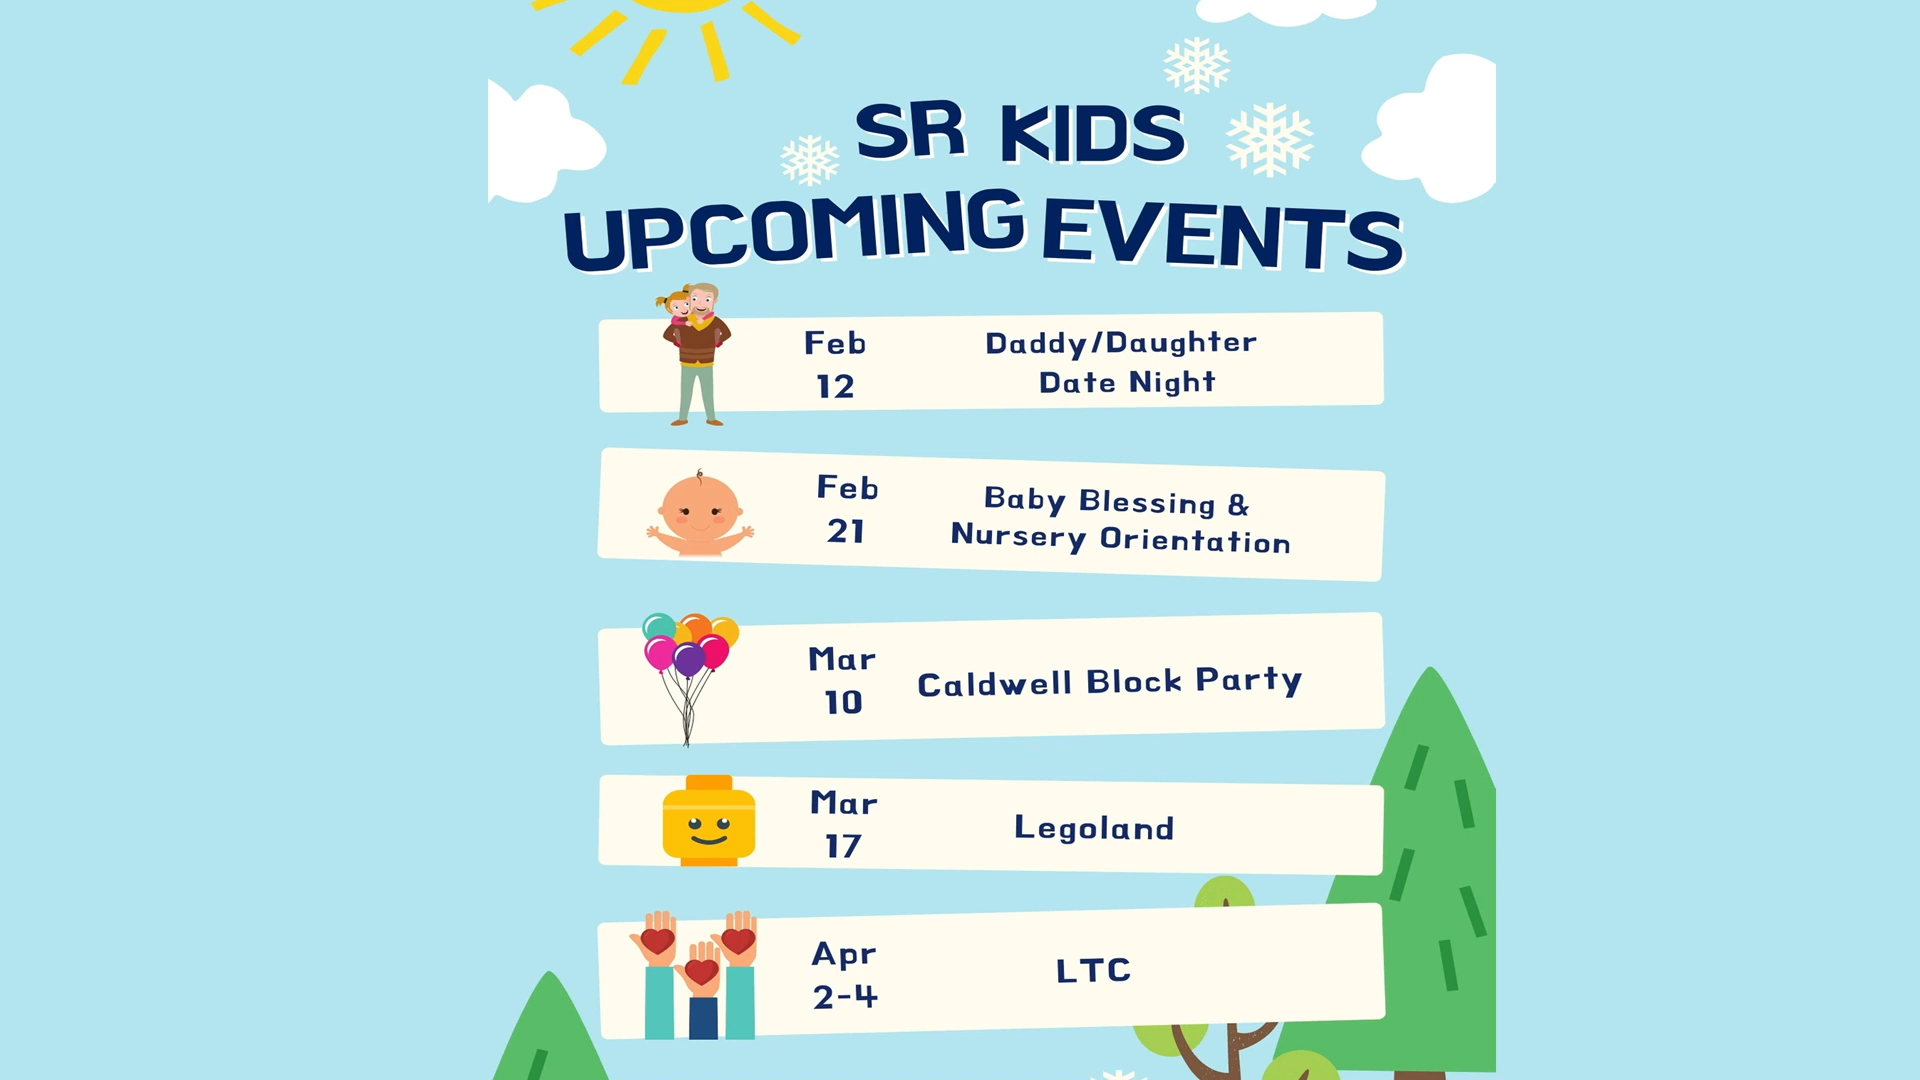 SR KIDS
UPCOMING EVENTS
Feb
12
Daddy/Daughter
Date Night
Feb
21
Baby Blessing &
Nursery Orientation
Mar
10
Caldwell Block Party
Mar
17
Legoland
Apr
2-4
LTC